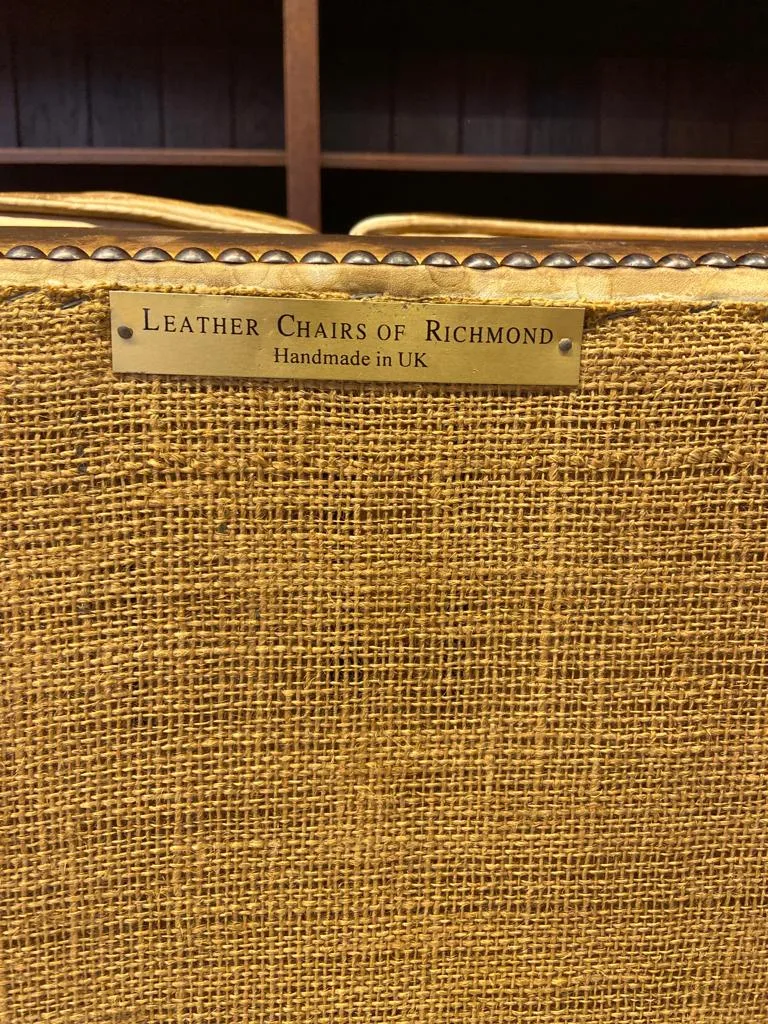 Leather Chairs of Richmond
Handmade in UK